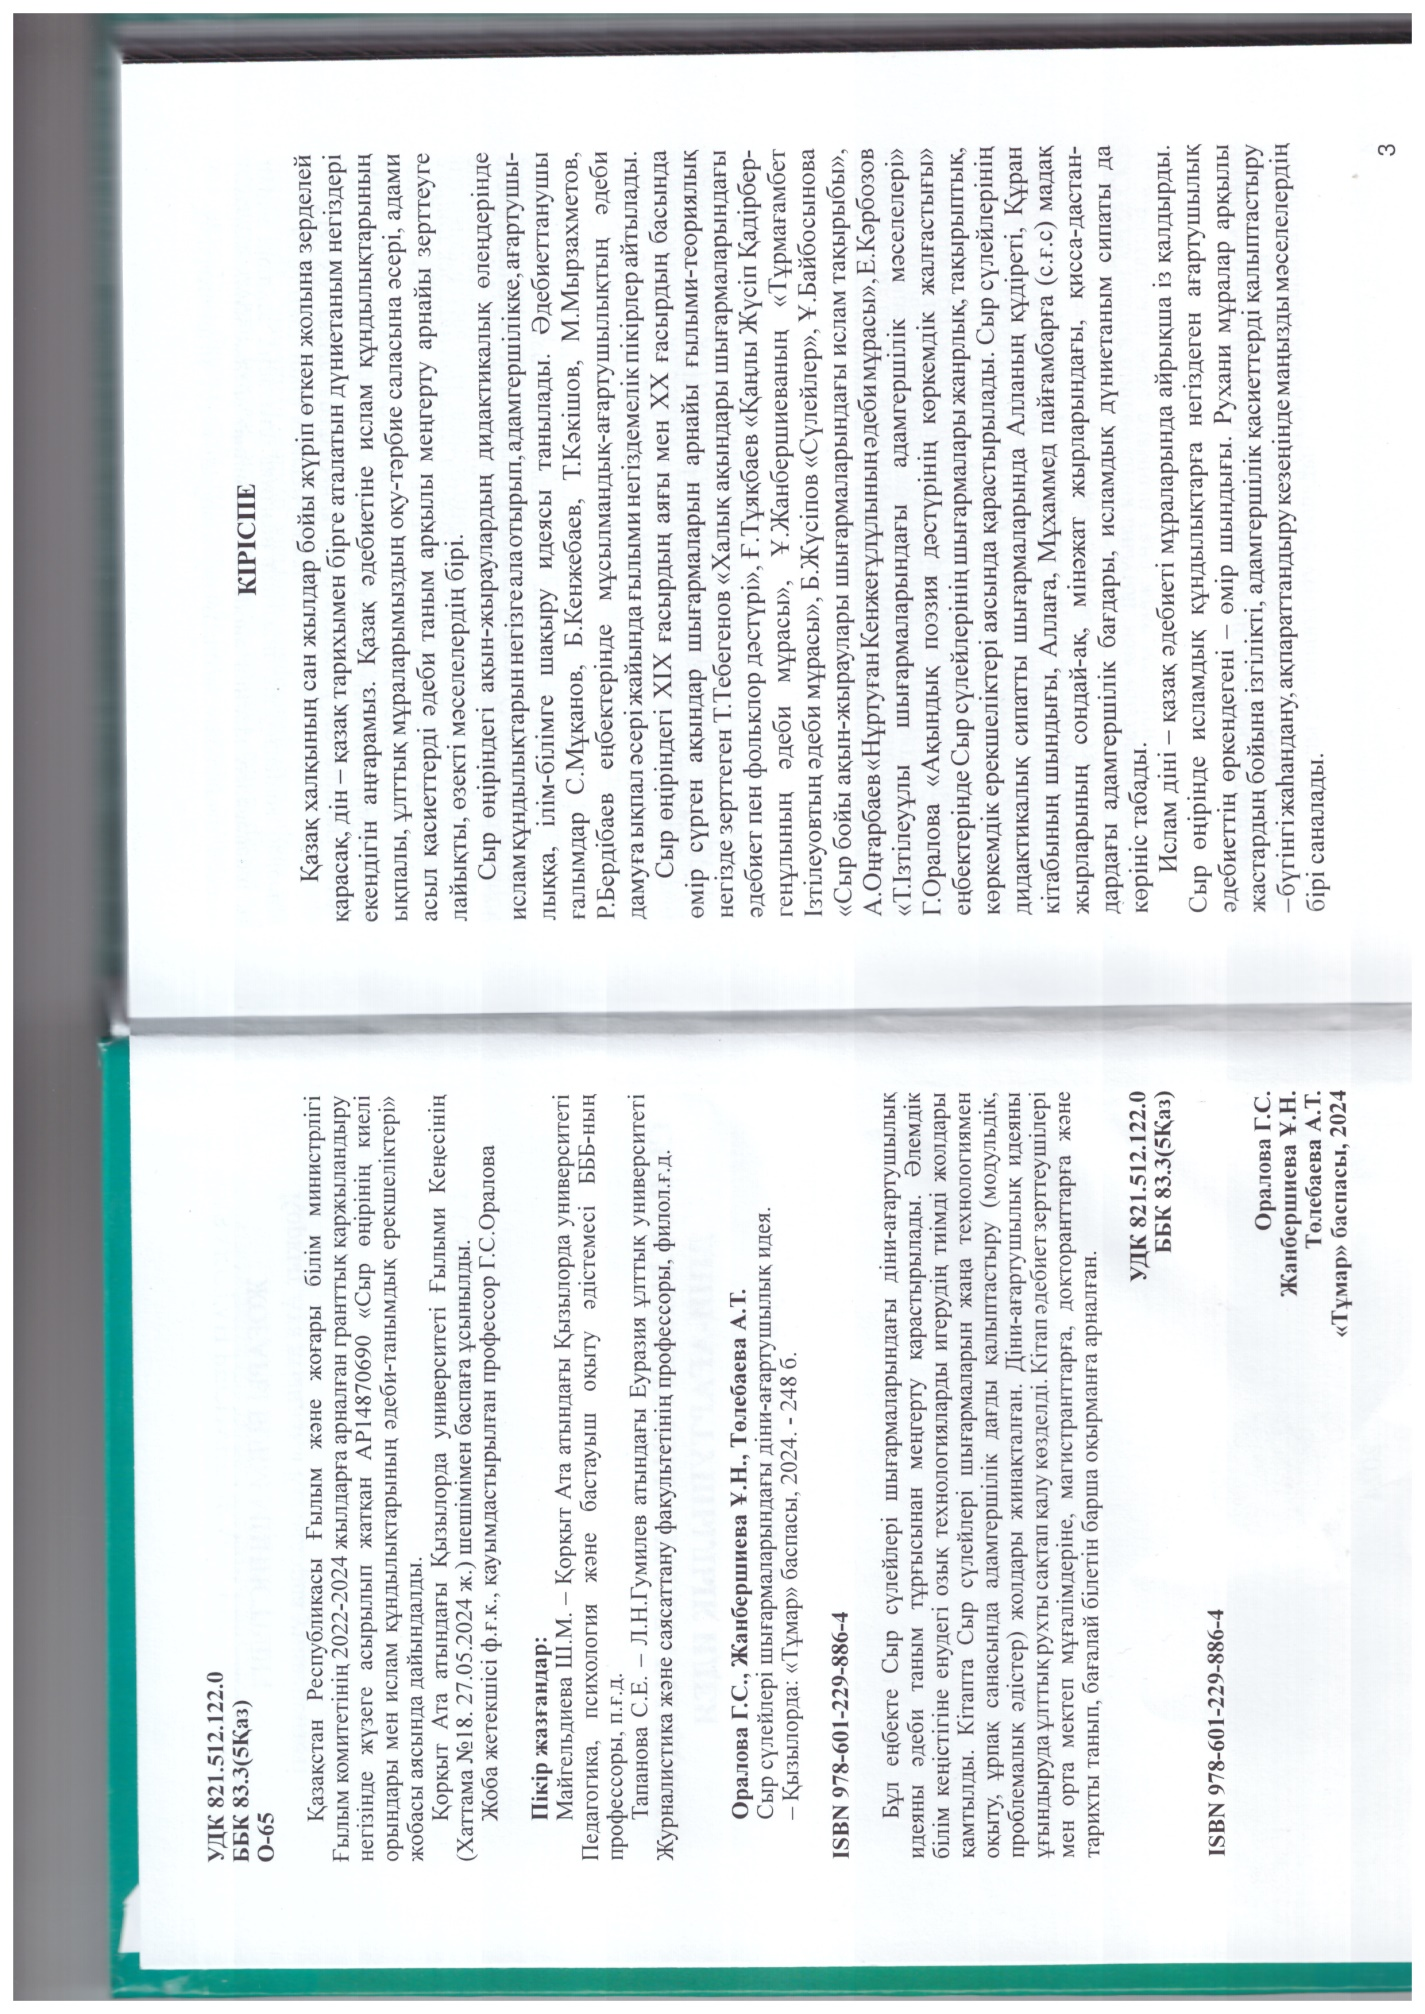 УДК 821.512.122.0
ББК 83.3(5Қаз)
О-65
Қазақстан Республикасы Ғылым және жоғары білім министрлігі
Ғылым комитетінің 2022-2024 жылдарға арналған гранттық қаржыландыру
негізінде жүзеге асырылып жатқан АР14870690 «Сыр өңірінің киелі
орындары мен ислам құндылықтарының әдеби-танымдық ерекшеліктері»
жобасы аясында дайындалды.
Қорқыт Ата атындағы Қызылорда университеті Ғылыми Кеңесінің
(Хаттама №18. 27.05.2024 ж.) шешімімен баспаға ұсынылды.
Жоба жетекшісі ф.ғ.к., қауымдастырылған профессор Г.С.Оралова
Пікір жазғандар:
Майгельдиева Ш.М. – Қорқыт Ата атындағы Қызылорда университеті
Педагогика, психология және бастауыш оқыту әдістемесі БББ-ның
профессоры, п.ғ.д.
Тапанова С.Е. – Л.Н.Гумилев атындағы Еуразия ұлттық университеті
Журналистика және саясаттану факультетінің профессоры, филол.ғ.д.
Оралова Г.С., Жанбершиева Ұ.Н., Төлебаева А.Т.
Сыр сүлейлері шығармаларындағы діни-ағартушылық идея.
– Қызылорда: «Тұмар» баспасы, 2024. - 248 б.
ISBN 978-601-229-886-4
Бұл еңбекте Сыр сүлейлері шығармаларындағы діни-ағартушылық
идеяны әдеби таным тұрғысынан меңгерту қарастырылады. Әлемдік
білім кеңістігіне енудегі озық технологияларды игерудің тиімді жолдары
қамтылды. Кітапта Сыр сүлейлері шығармаларын жаңа технологиямен
оқыту, ұрпақ санасында адамгершілік дағды қалыптастыру (модульдік,
проблемалық әдістер) жолдары жинақталған. Діни-ағартушылық идеяны
ұғындыруда ұлттық рухты сақтап қалу көзделді. Кітап әдебиет зерттеушілері
мен орта мектеп мұғалімдеріне, магистранттарға, докторанттарға және
тарихты танып, бағалай білетін барша оқырманға арналған.
УДК 821.512.122.0
ББК 83.3(5Қаз)
ISBN 978-601-229-886-4
Оралова Г.С.
Жанбершиева Ұ.Н.
Төлебаева А.Т.
«Тұмар» баспасы, 2024
КІРІСПЕ
Қазақ халқының сан жылдар бойы жүріп өткен жолына зерделей
қарасақ, дін – қазақ тарихымен бірге аталатын дүниетаным негіздері
екендігін аңғарамыз. Қазақ әдебиетіне ислам құндылықтарының
ықпалы, ұлттық мұраларымыздың оқу-тәрбие саласына әсері, адами
асыл қасиеттерді әдеби таным арқылы меңгерту арнайы зерттеуге
лайықты, өзекті мәселелердің бірі.
Сыр өңіріндегі ақын-жыраулардың дидактикалық өлеңдерінде
ислам құндылықтарын негізге ала отырып, адамгершілікке, ағартушы-
лыққа, ілім-білімге шақыру идеясы танылады. Әдебиеттанушы
ғалымдар С.Мұқанов, Б.Кенжебаев, Т.Кәкішов, М.Мырзахметов,
Р.Бердібаев еңбектерінде мұсылмандық-ағартушылықтың әдеби
дамуға ықпал әсері жайында ғылыми негіздемелік пікірлер айтылады.
Сыр өңіріндегі XIX ғасырдың аяғы мен XX ғасырдың басында
өмір сүрген ақындар шығармаларын арнайы ғылыми-теориялық
негізде зерттеген Т.Тебегенов «Халық ақындары шығармаларындағы
әдебиет пен фольклор дәстүрі», Ғ.Тұяқбаев «Қаңлы Жүсіп Қадірбер-
генұлының әдеби мұрасы», Ұ.Жанбершиеваның «Тұрмағамбет
Ізтілеуовтың әдеби мұрасы», Б.Жүсіпов «Сүлейлер», Ұ.Байбосынова
«Сыр бойы ақын-жыраулары шығармаларындағы ислам тақырыбы»,
А.Оңғарбаев «Нұртуған Кенжеғұлұлының әдеби мұрасы», Е.Кәрбозов
«Т.Ізтілеуұлы шығармаларындағы адамгершілік мәселелері»
Г.Оралова «Ақындық поэзия дәстүрінің көркемдік жалғастығы»
еңбектерінде Сыр сүлейлерінің шығармалары жанрлық, тақырыптық,
көркемдік ерекшеліктері аясында қарастырылады. Сыр сүлейлерінің
дидактикалық сипатты шығармаларында Алланың құдіреті, Құран
кітабының шындығы, Аллаға, Мұхаммед пайғамбарға (с.ғ.с) мадақ
жырларының сондай-ақ, мінәжат жырларындағы, қисса-дастан-
дардағы адамгершілік бағдары, исламдық дүниетаным сипаты да
көрініс табады.
Ислам діні – қазақ әдебиеті мұраларында айрықша із қалдырды.
Сыр өңірінде исламдық құндылықтарға негіздеген ағартушылық
әдебиеттің өркендегені – өмір шындығы. Рухани мұралар арқылы
жастардың бойына ізгілікті, адамгершілік қасиеттерді қалыптастыру
– бүгінгі жаһандану, ақпараттандыру кезеңінде маңызды мәселелердің
бірі саналады.
3